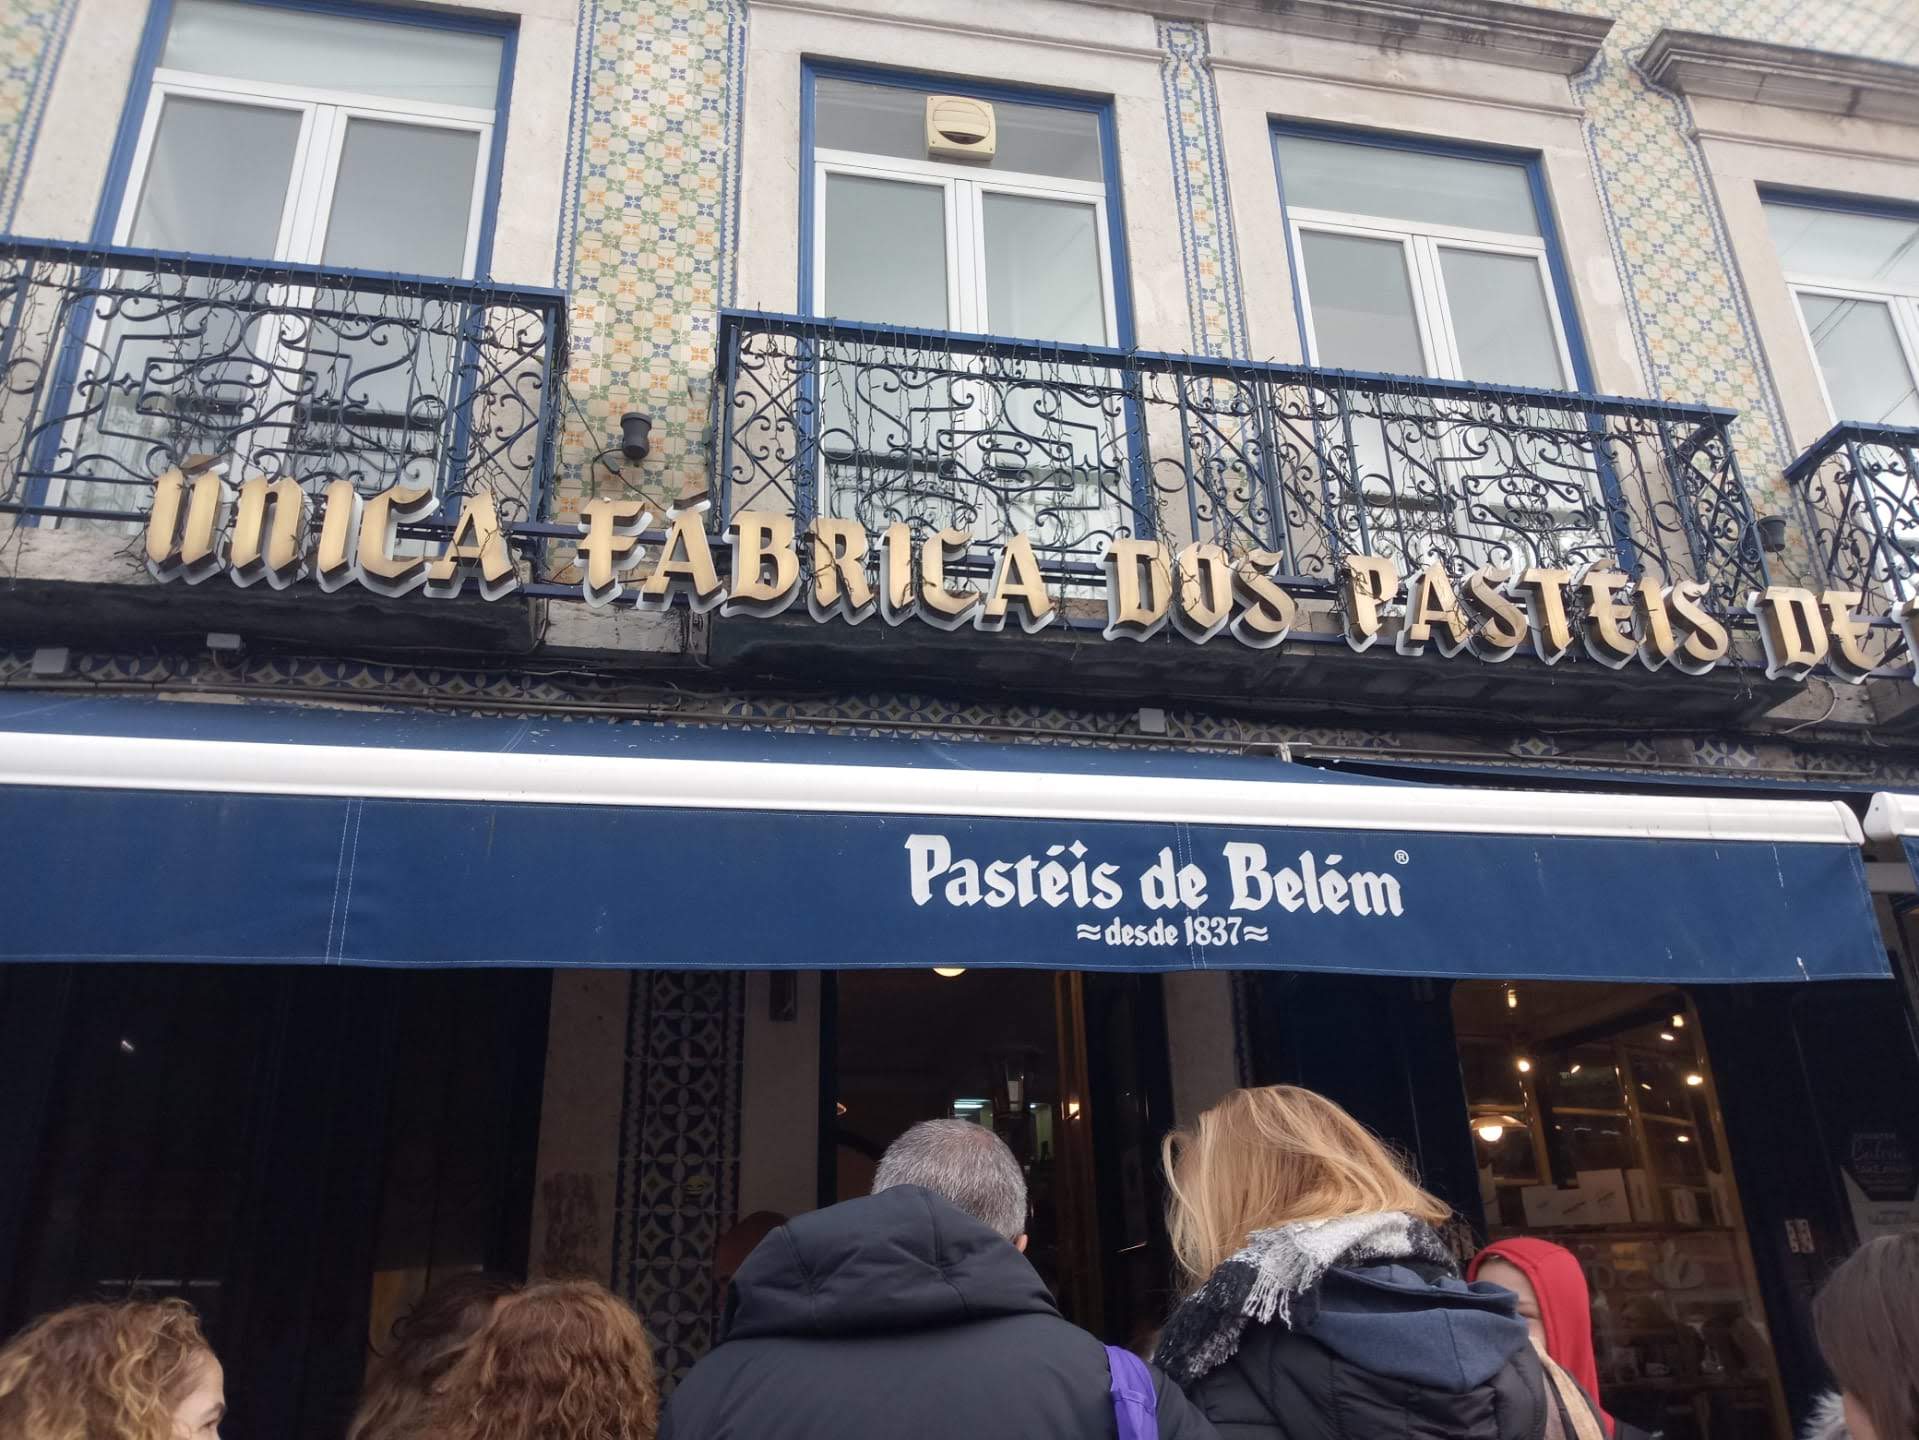 ÚNICA FÁBRICA DOS PASTÉIS DE
Pastéis de Belém®
≈desde 1837≈